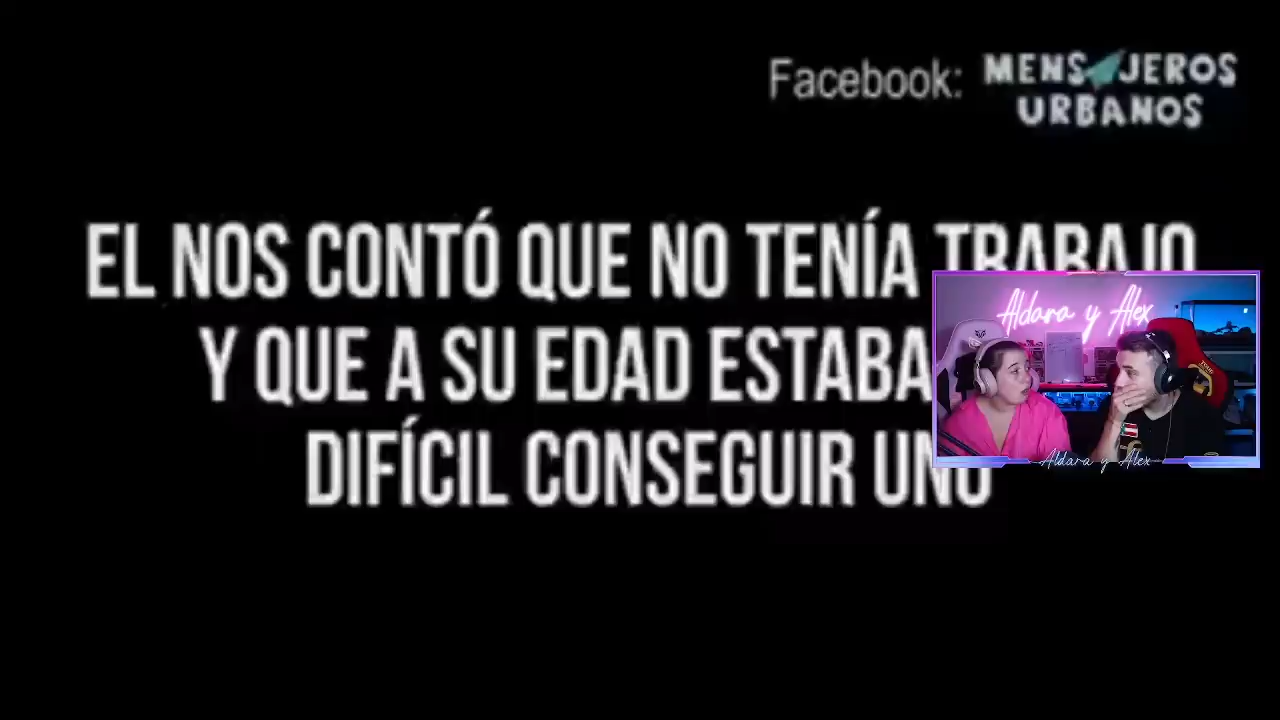 Facebook: MENSAJEROS
URBANOS
EL NOS CONTÓ QUE NO TENÍA TRABAJO
Y QUE A SU EDAD ESTABA
DIFÍCIL CONSEGUIR UNO
Aldara y Alex
Aldara y Alex